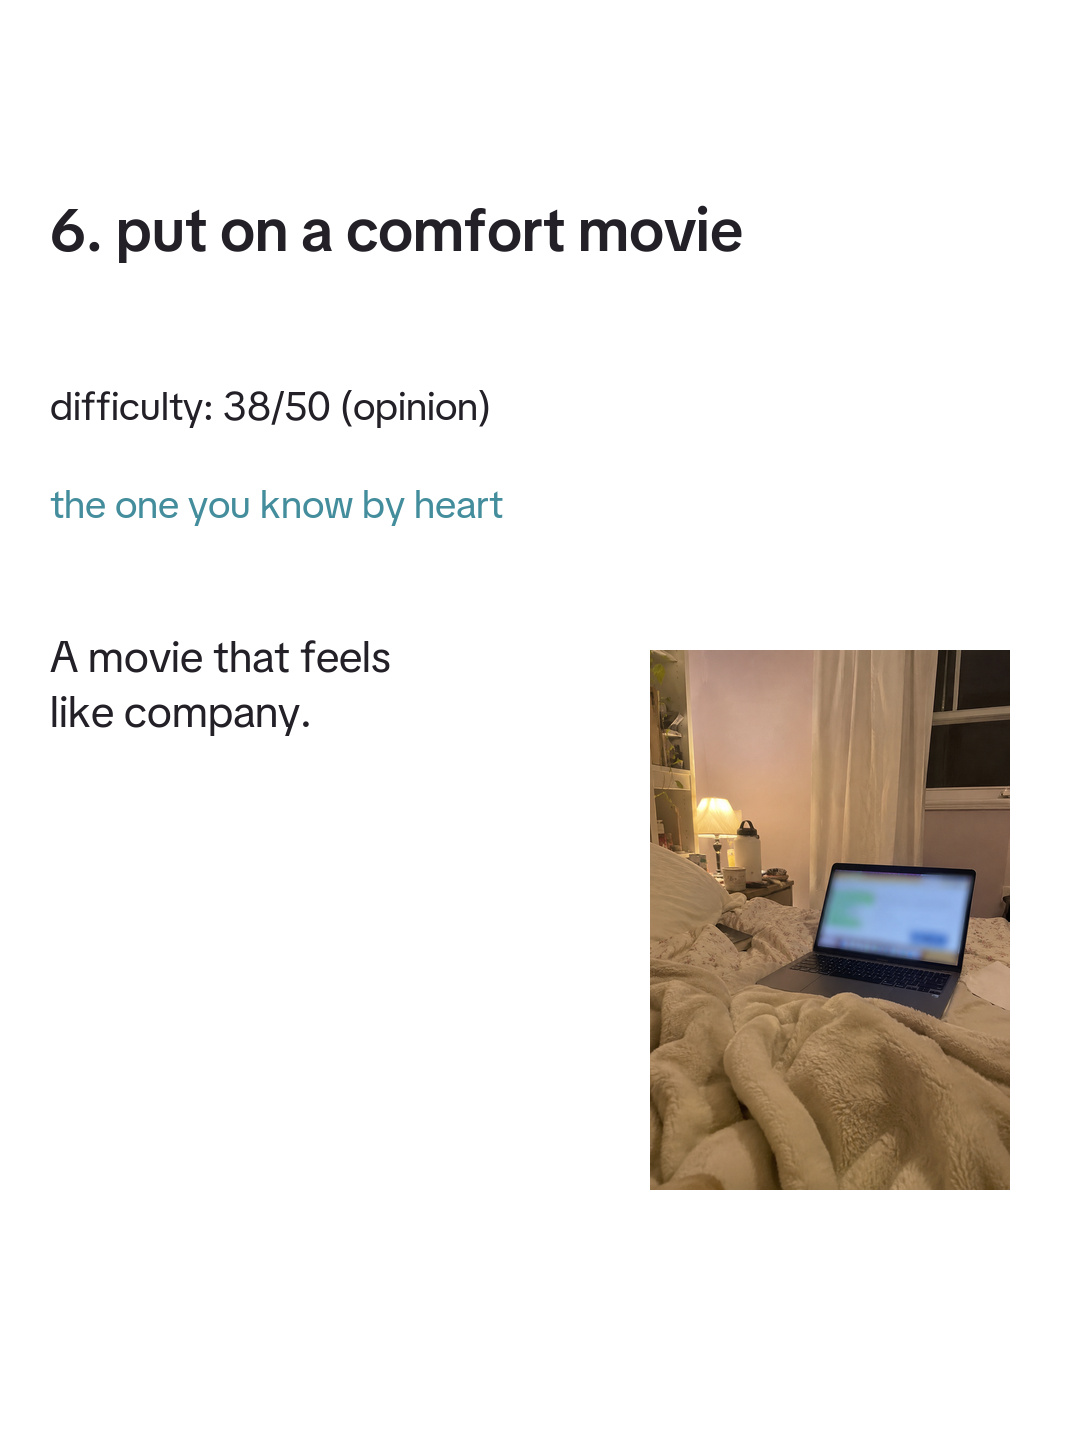 6. put on a comfort movie
difficulty: 38/50 (opinion)
the one you know by heart
A movie that feels
like company.